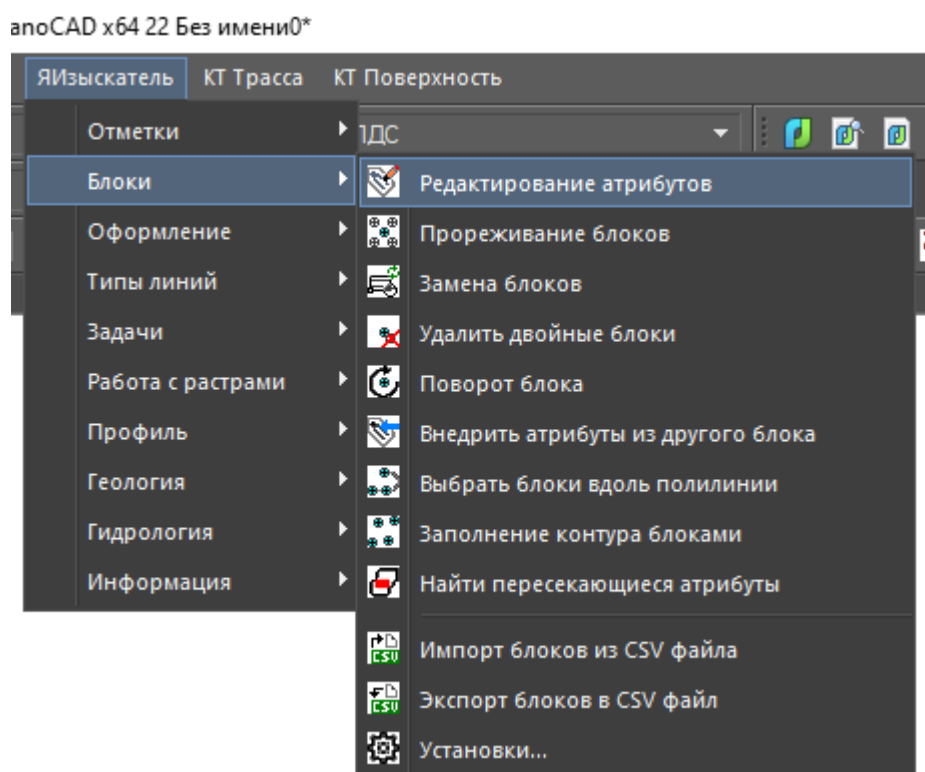 anoCAD x64 22 Без имени0*
ЯИзыскатель КТ Трасса КТ Поверхность
Отметки
ПДС
Блоки
Редактирование атрибутов
Оформление
Прореживание блоков
Типы линий
Замена блоков
Задачи
Удалить двойные блоки
Работа с растрами
Поворот блока
Профиль
Внедрить атрибуты из другого блока
Геология
Выбрать блоки вдоль полилинии
Гидрология
Заполнение контура блоками
Информация
Найти пересекающиеся атрибуты
CSV
Импорт блоков из CSV файла
CSV
Экспорт блоков в CSV файл
Установки...